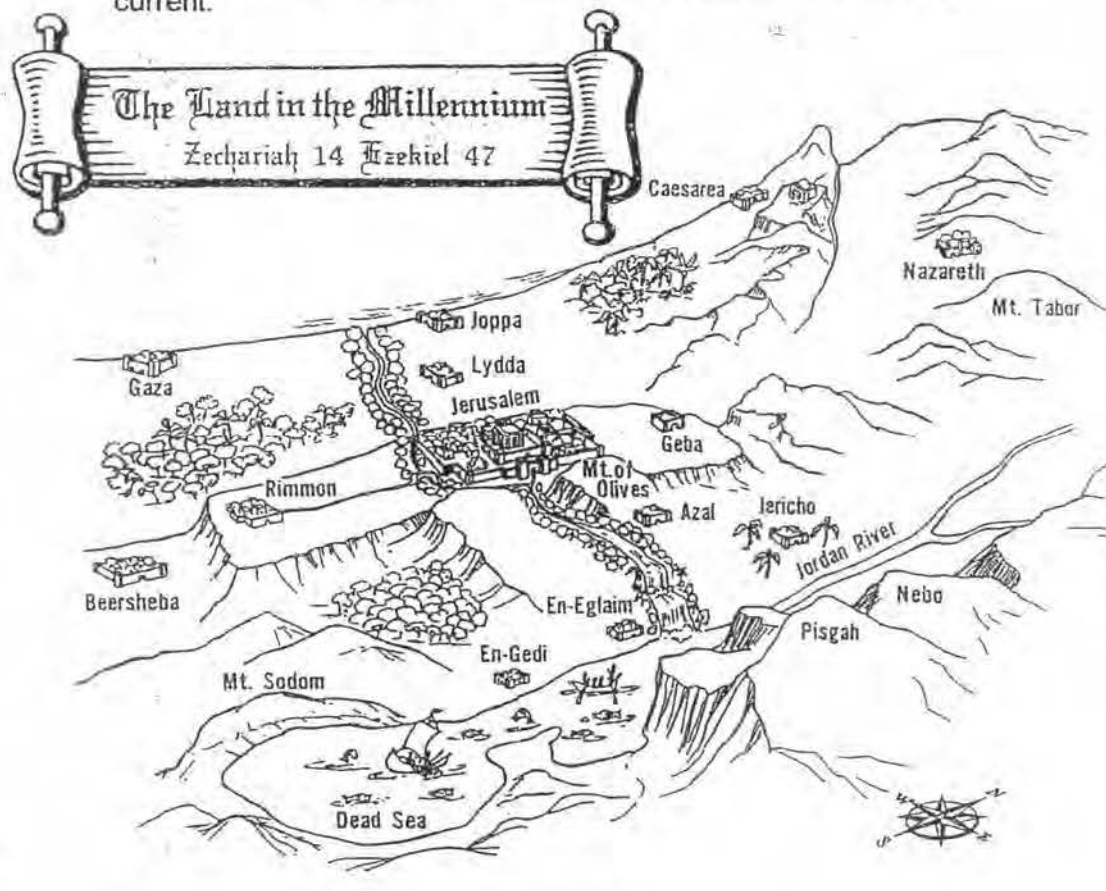 current.
The Land in the Millennium
Zechariah 14 Ezekiel 47
Caesarea
Nazareth
Mt. Tabor
Joppa
Gaza
Lydda
Jerusalem
Geba
Mt. of
Olives
Rimmon
Azal
Jericho
Jordan River
Beersheba
En-Eglaim
Nebo
Pisgah
En-Gedi
Mt. Sodom
Dead Sea
W N
S E